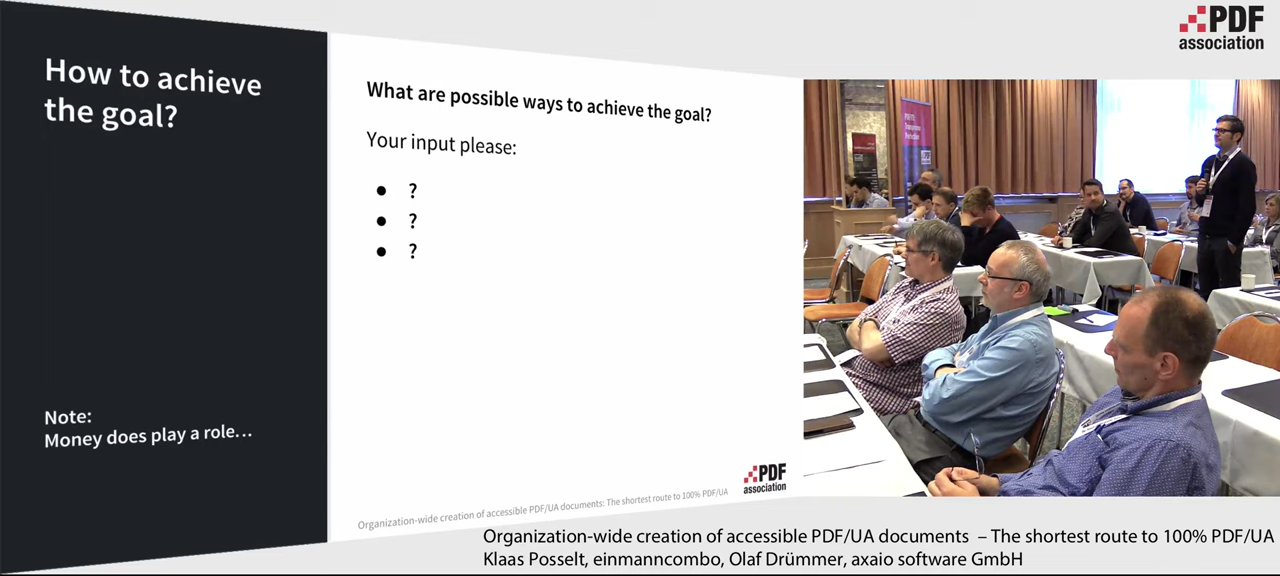 How to achieve
the goal?
Note:
Money does play a role...
What are possible ways to achieve the goal?
Your input please:
● ?
● ?
● ?
Organization-wide creation of accessible PDF/UA documents: The shortest route to 100% PDF/UA
PDF
association
PDF
association
Organization-wide creation of accessible PDF/UA documents – The shortest route to 100% PDF/UA
Klaas Posselt, einmanncombo, Olaf Drümmer, axaio software GmbH